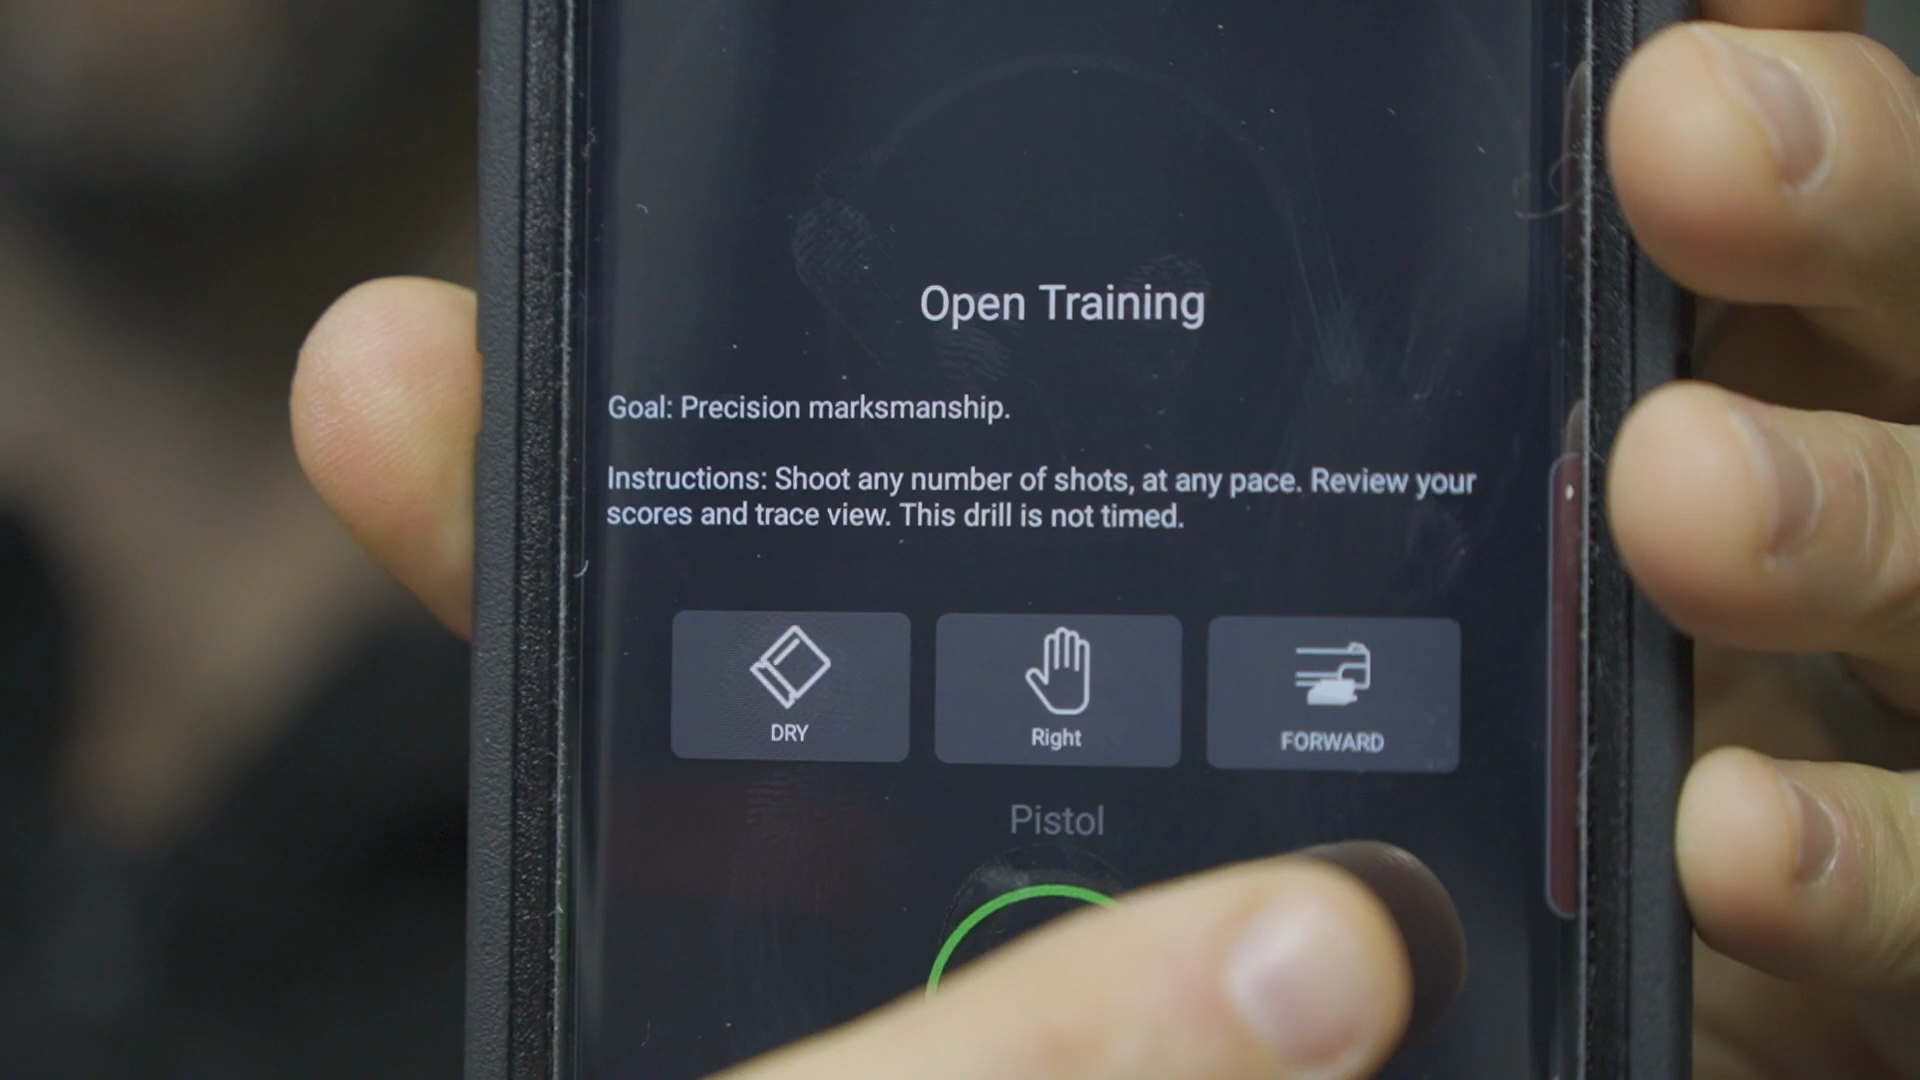 Open Training
Goal: Precision marksmanship.
Instructions: Shoot any number of shots, at any pace. Review your
scores and trace view. This drill is not timed.
DRY
Right
FORWARD
Pistol